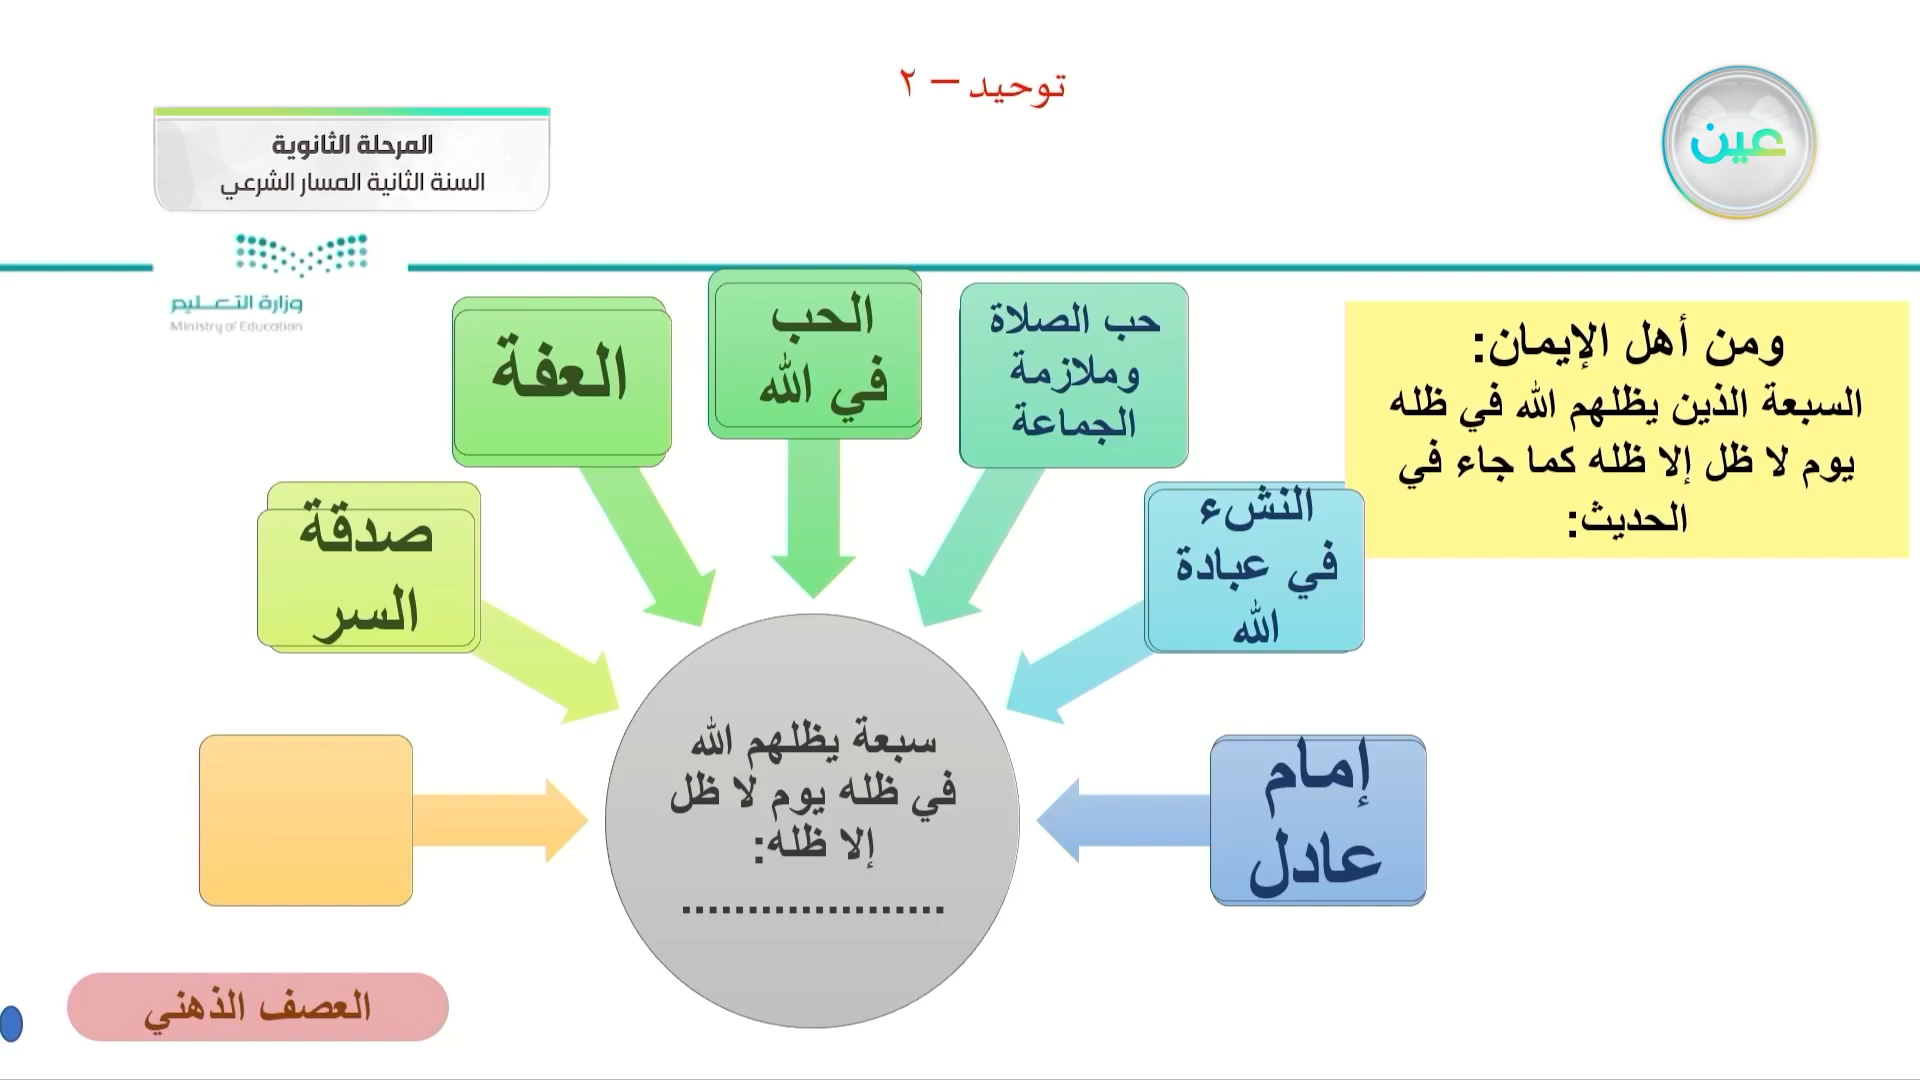 توحيد – ٢
عين
المرحلة الثانوية
السنة الثانية المسار الشرعي
وزارة التعليم
Ministry of Education
ومن أهل الإيمان:
السبعة الذين يظلهم الله في ظله
يوم لا ظل إلا ظله كما جاء في
الحديث:
إمام
عادل
النشء
في عبادة
الله
حب الصلاة
وملازمة
الجماعة
الحب
في الله
العفة
صدقة
السر
سبعة يظلهم الله
في ظله يوم لا ظل
إلا ظله:
....................
العصف الذهني